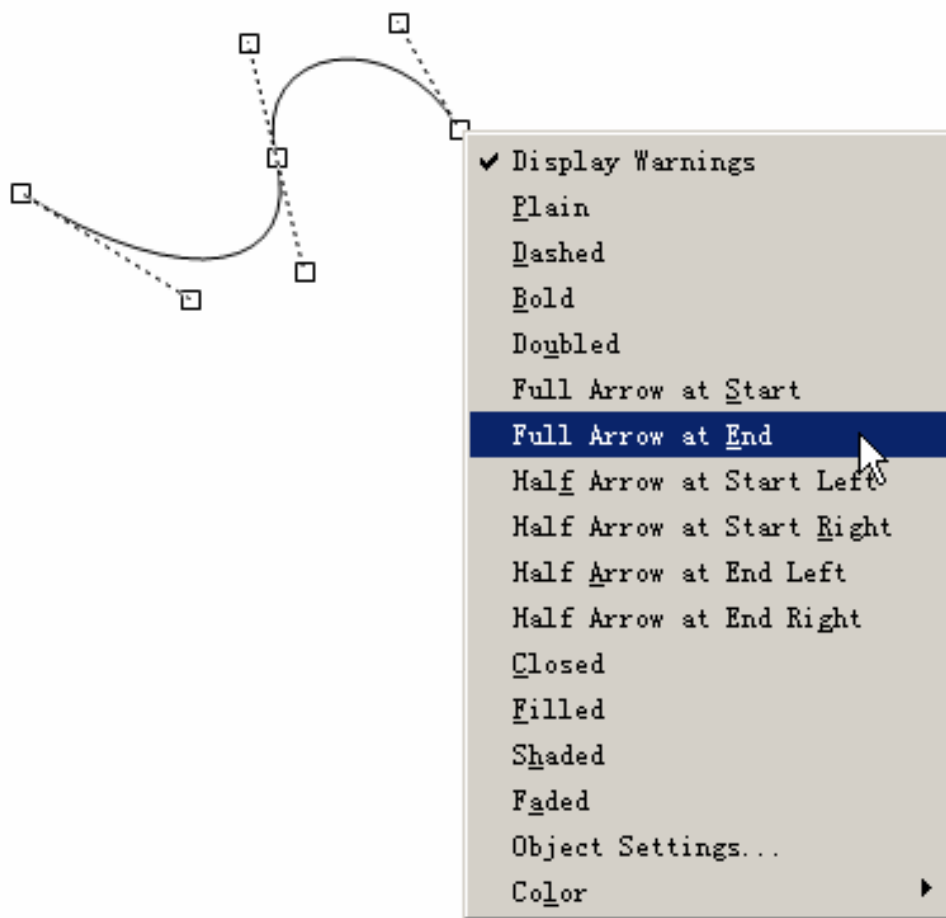 Display Warnings
Plain
Dashed
Bold
Doubled
Full Arrow at Start
Full Arrow at End
Half Arrow at Start Left
Half Arrow at Start Right
Half Arrow at End Left
Half Arrow at End Right
Closed
Filled
Shaded
Faded
Object Settings...
Color